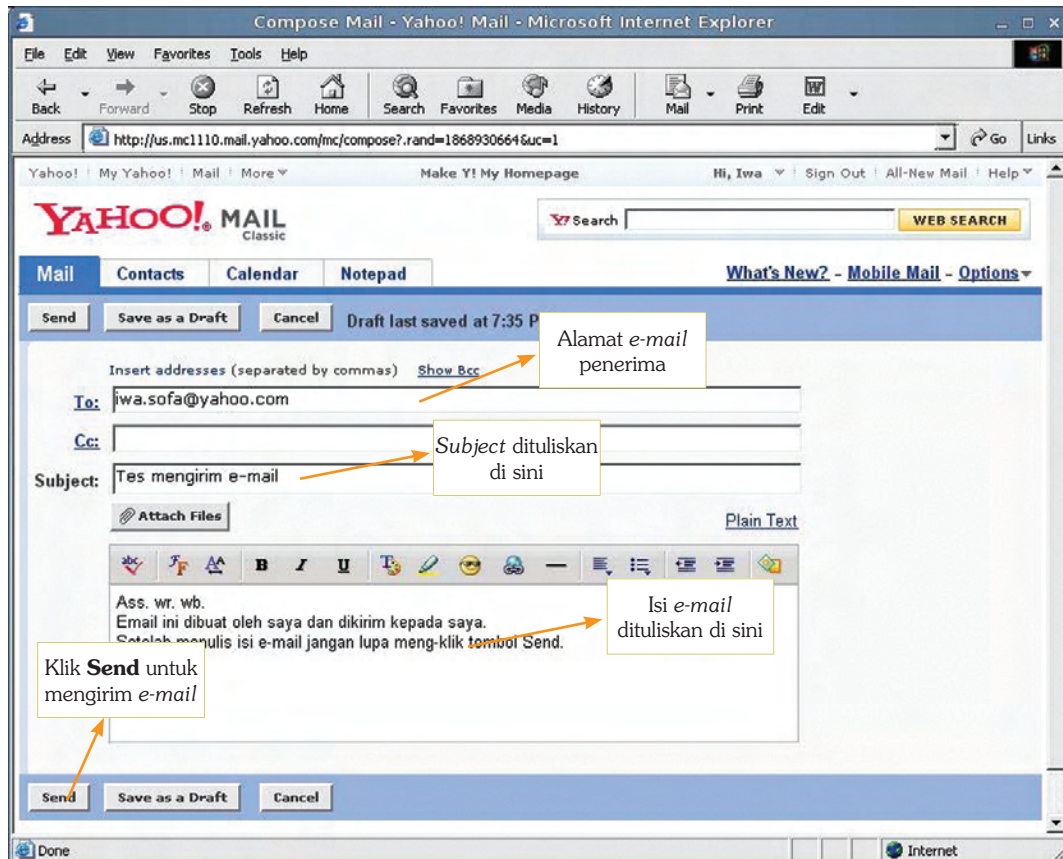 Compose Mail - Yahoo! Mail - Microsoft Internet Explorer
File Edit View Favorites Tools Help
Back Forward Stop Refresh Home Search Favorites Media History Mail Print Edit
Address http://us.mc1110.mail.yahoo.com/mc/compose?.rand=1868930664&uc=1 Go Links
Yahoo! My Yahoo! Mail More Make Y! My Homepage Hi, Iwa Sign Out All-New Mail Help
YAHOO!® MAIL Classic
Y! Search WEB SEARCH
Mail Contacts Calendar Notepad What's New? - Mobile Mail - Options
Send Save as a Draft Cancel Draft last saved at 7:35 P
Alamat e-mail
penerima
Insert addresses (separated by commas) Show Bcc
To: iwa.sofa@yahoo.com
Cc:
Subject dituliskan
di sini
Subject: Tes mengirim e-mail
Attach Files Plain Text
abc B I U
Ass. wr. wb.
Email ini dibuat oleh saya dan dikirim kepada saya.
Setelah menulis isi e-mail jangan lupa meng-klik tombol Send.
Isi e-mail
dituliskan di sini
Klik Send untuk
mengirim e-mail
Send Save as a Draft Cancel
Done Internet